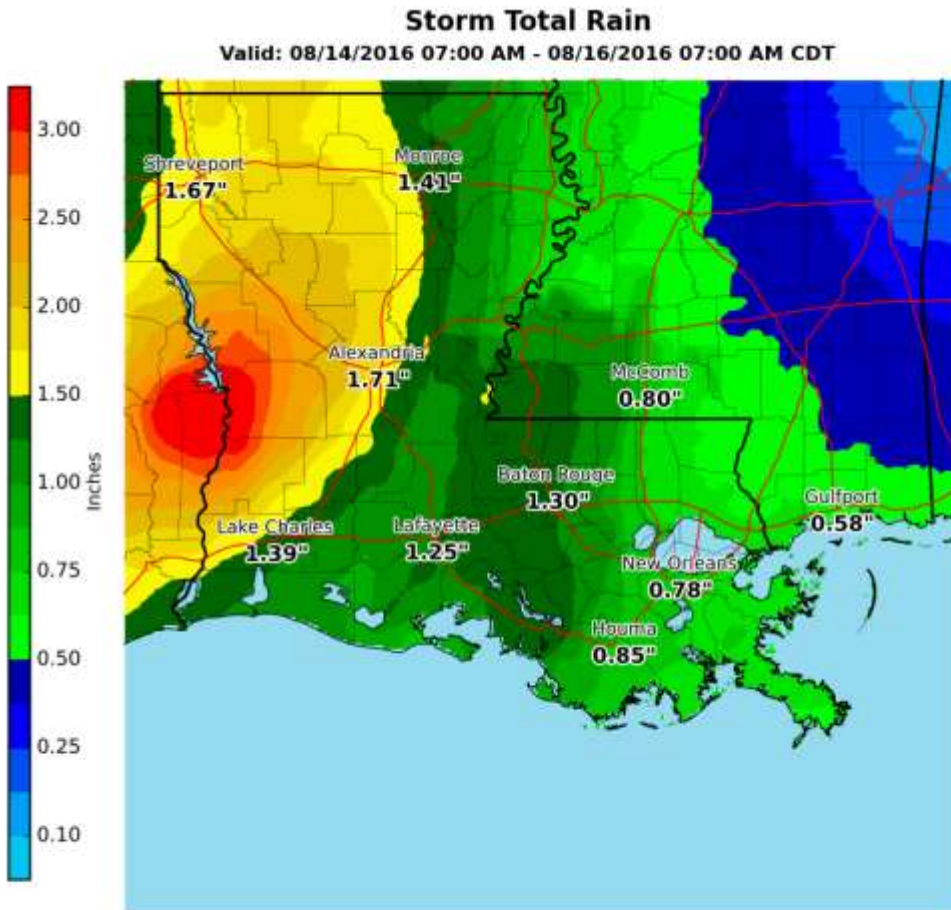 Storm Total Rain
Valid: 08/14/2016 07:00 AM - 08/16/2016 07:00 AM CDT
3.00
2.50
2.00
1.50
1.00
0.75
0.50
0.25
0.10
Inches
Shreveport
1.67"
Monroe
1.41"
Alexandria
1.71"
McComb
0.80"
Baton Rouge
1.30"
Gulfport
0.58"
Lake Charles
1.39"
Lafayette
1.25"
New Orleans
0.78"
Houma
0.85"